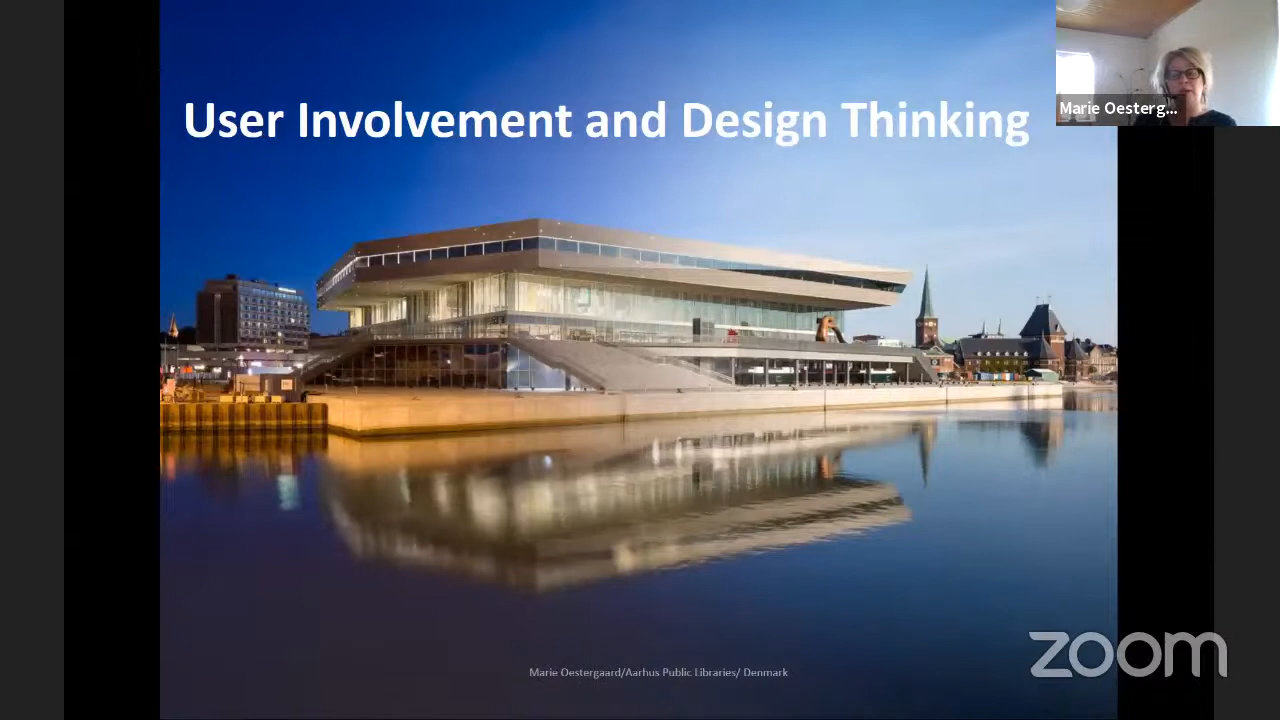 User Involvement and Design Thinking
Marie Oesterg...
Marie Oestergaard/Aarhus Public Libraries/ Denmark
zoom